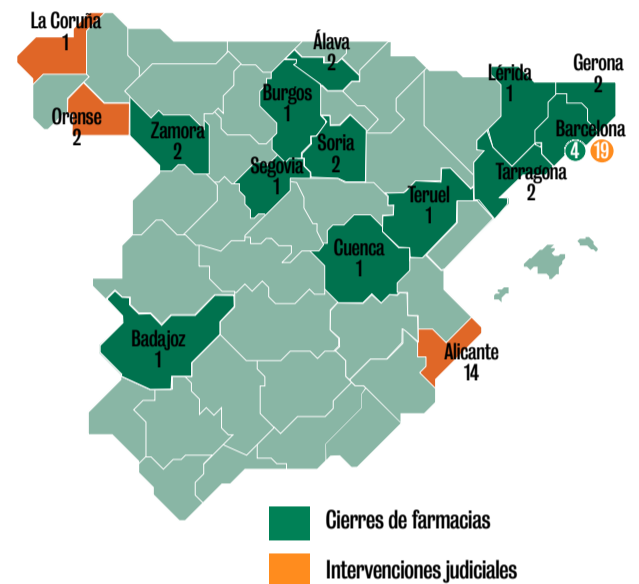 La Coruña
1
Álava
2
Gerona
2
Lérida
1
Burgos
1
Orense
2
Zamora
2
Soria
2
Barcelona
4 19
Segovia
1
Tarragona
2
Teruel
1
Cuenca
1
Badajoz
1
Alicante
14
Cierres de farmacias
Intervenciones judiciales